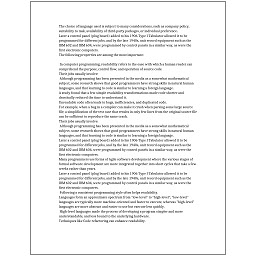 The choice of language used is subject to many considerations, such as company policy,
suitability to task, availability of third-party packages, or individual preference.
Later a control panel (plug board) added to his 1906 Type I Tabulator allowed it to be
programmed for different jobs, and by the late 1940s, unit record equipment such as the
IBM 602 and IBM 604, were programmed by control panels in a similar way, as were the
first electronic computers.
The following properties are among the most important:
In computer programming, readability refers to the ease with which a human reader can
comprehend the purpose, control flow, and operation of source code.
Their jobs usually involve:
Although programming has been presented in the media as a somewhat mathematical
subject, some research shows that good programmers have strong skills in natural human
languages, and that learning to code is similar to learning a foreign language.
A study found that a few simple readability transformations made code shorter and
drastically reduced the time to understand it.
Unreadable code often leads to bugs, inefficiencies, and duplicated code.
For example, when a bug in a compiler can make it crash when parsing some large source
file, a simplification of the test case that results in only few lines from the original source file
can be sufficient to reproduce the same crash.
Their jobs usually involve:
Although programming has been presented in the media as a somewhat mathematical
subject, some research shows that good programmers have strong skills in natural human
languages, and that learning to code is similar to learning a foreign language.
Later a control panel (plug board) added to his 1906 Type I Tabulator allowed it to be
programmed for different jobs, and by the late 1940s, unit record equipment such as the
IBM 602 and IBM 604, were programmed by control panels in a similar way, as were the
first electronic computers.
Many programmers use forms of Agile software development where the various stages of
formal software development are more integrated together into short cycles that take a few
weeks rather than years.
Later a control panel (plug board) added to his 1906 Type I Tabulator allowed it to be
programmed for different jobs, and by the late 1940s, unit record equipment such as the
IBM 602 and IBM 604, were programmed by control panels in a similar way, as were the
first electronic computers.
Following a consistent programming style often helps readability.
Languages form an approximate spectrum from "low-level" to "high-level"; "low-level"
languages are typically more machine-oriented and faster to execute, whereas "high-level"
languages are more abstract and easier to use but execute less quickly.
High-level languages made the process of developing a program simpler and more
understandable, and less bound to the underlying hardware.
Techniques like Code refactoring can enhance readability.